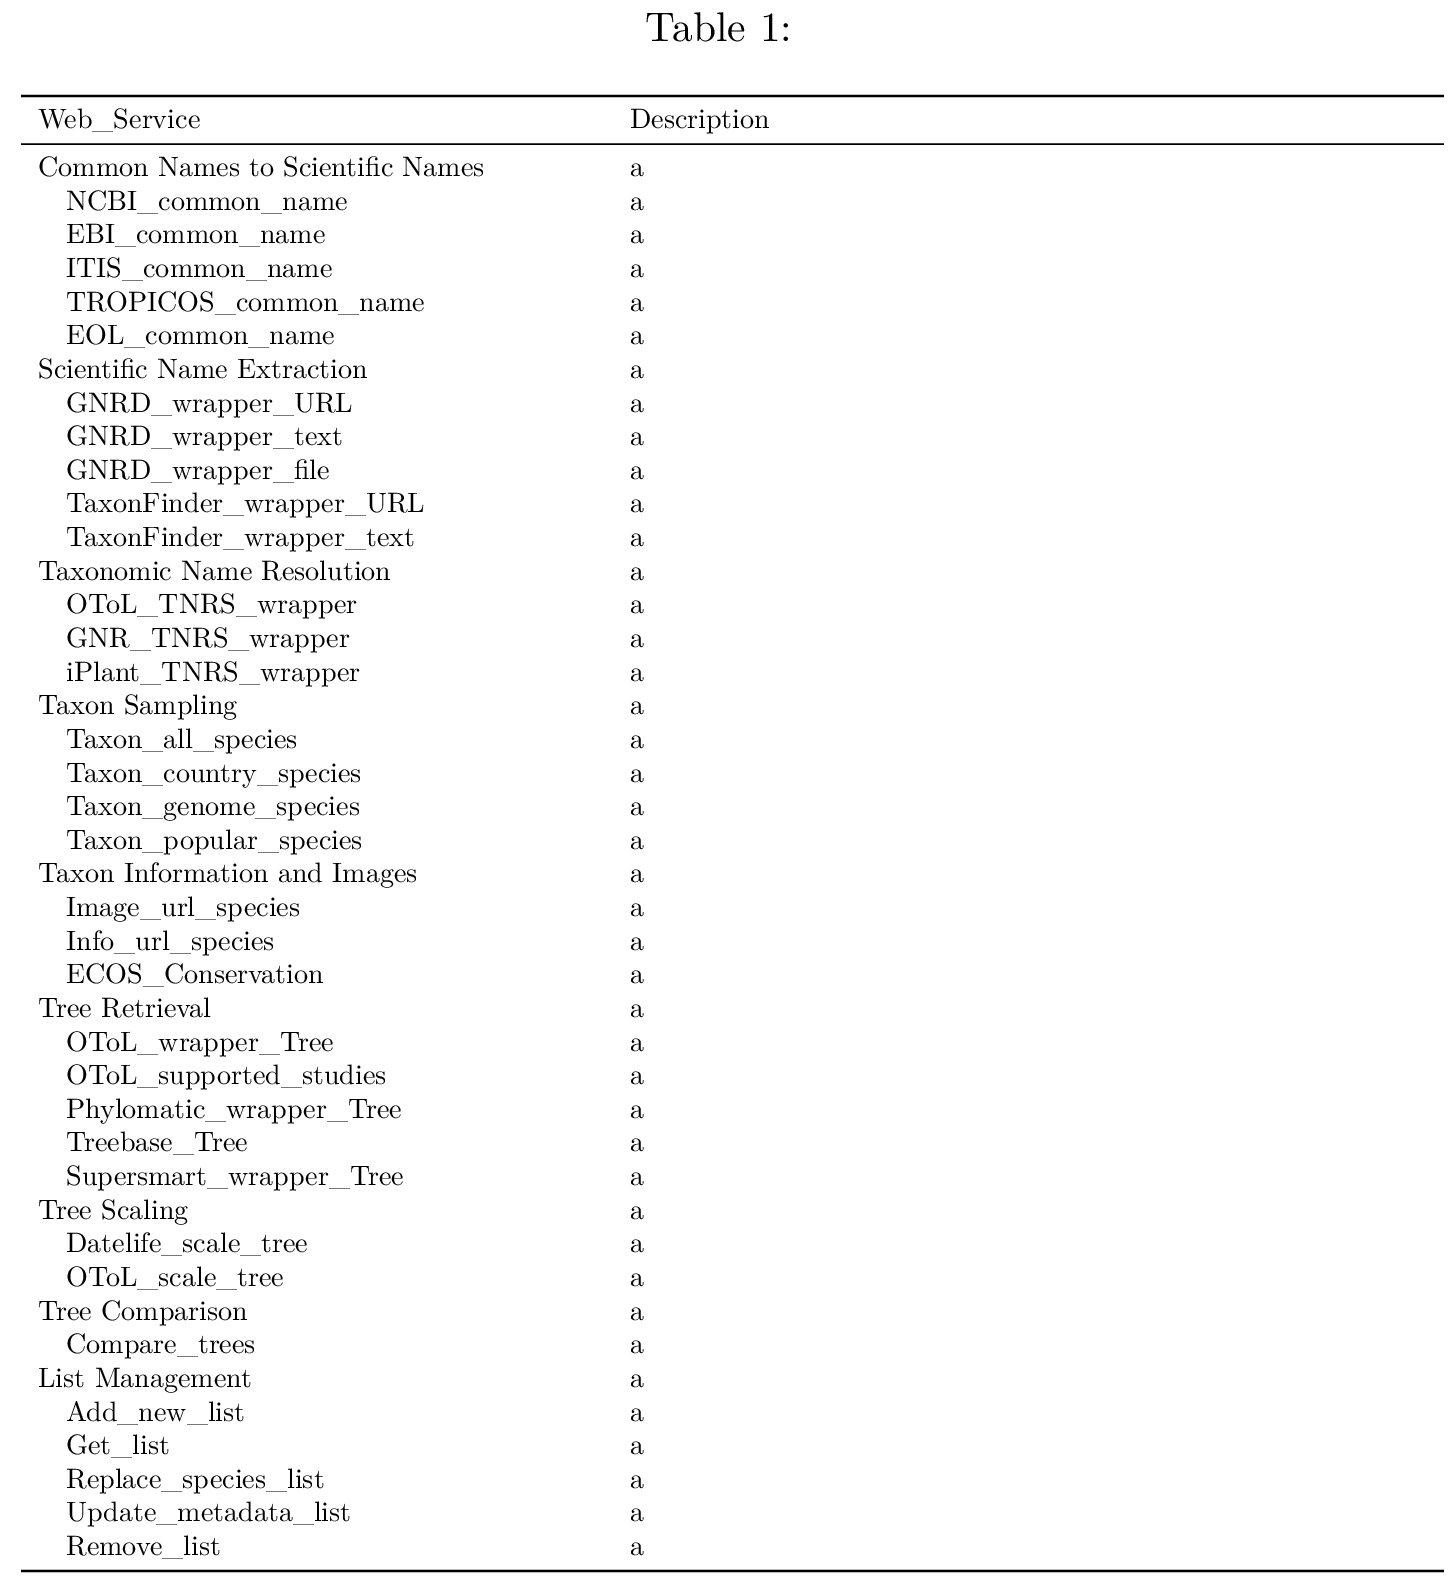 Table 1:
Web_Service Description
Common Names to Scientific Names a
NCBI_common_name a
EBI_common_name a
ITIS_common_name a
TROPICOS_common_name a
EOL_common_name a
Scientific Name Extraction a
GNRD_wrapper_URL a
GNRD_wrapper_text a
GNRD_wrapper_file a
TaxonFinder_wrapper_URL a
TaxonFinder_wrapper_text a
Taxonomic Name Resolution a
OToL_TNRS_wrapper a
GNR_TNRS_wrapper a
iPlant_TNRS_wrapper a
Taxon Sampling a
Taxon_all_species a
Taxon_country_species a
Taxon_genome_species a
Taxon_popular_species a
Taxon Information and Images a
Image_url_species a
Info_url_species a
ECOS_Conservation a
Tree Retrieval a
OToL_wrapper_Tree a
OToL_supported_studies a
Phylomatic_wrapper_Tree a
Treebase_Tree a
Supersmart_wrapper_Tree a
Tree Scaling a
Datelife_scale_tree a
OToL_scale_tree a
Tree Comparison a
Compare_trees a
List Management a
Add_new_list a
Get_list a
Replace_species_list a
Update_metadata_list a
Remove_list a